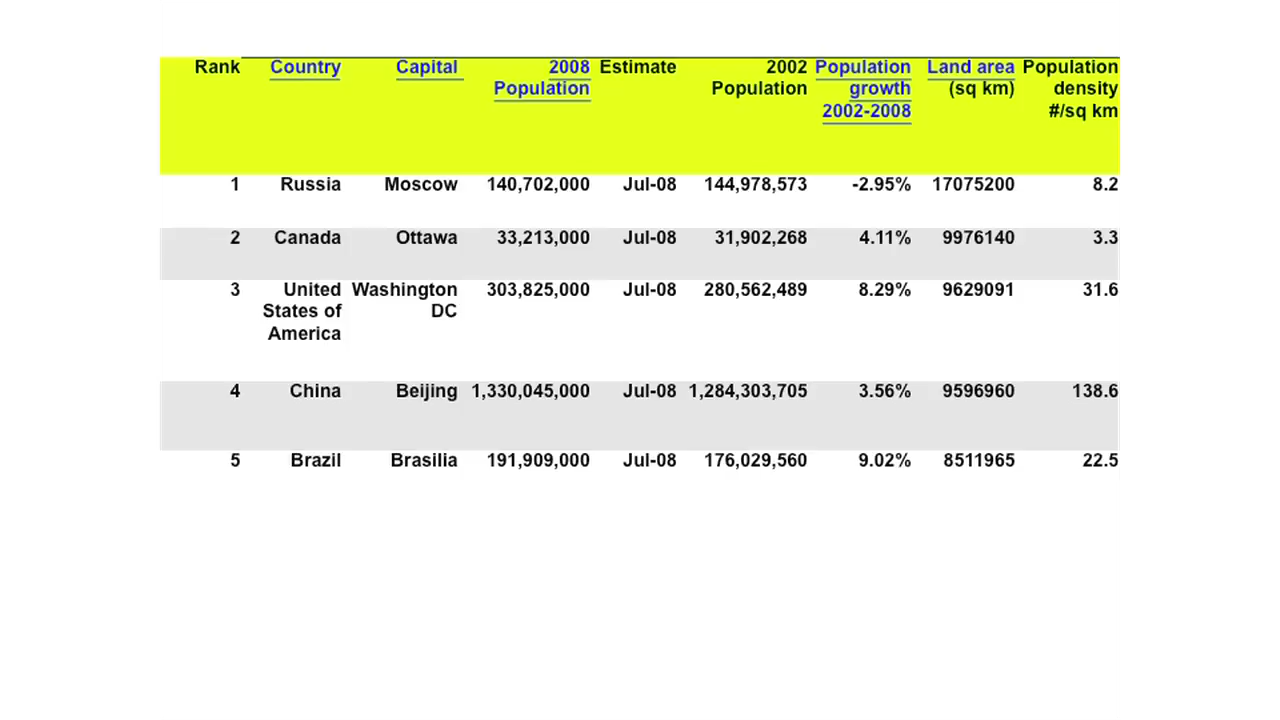 Rank Country Capital 2008 Estimate 2002 Population Land area Population
Population Population growth (sq km) density
2002-2008 #/sq km
1 Russia Moscow 140,702,000 Jul-08 144,978,573 -2.95% 17075200 8.2
2 Canada Ottawa 33,213,000 Jul-08 31,902,268 4.11% 9976140 3.3
3 United Washington 303,825,000 Jul-08 280,562,489 8.29% 9629091 31.6
States of DC
America
4 China Beijing 1,330,045,000 Jul-08 1,284,303,705 3.56% 9596960 138.6
5 Brazil Brasilia 191,909,000 Jul-08 176,029,560 9.02% 8511965 22.5